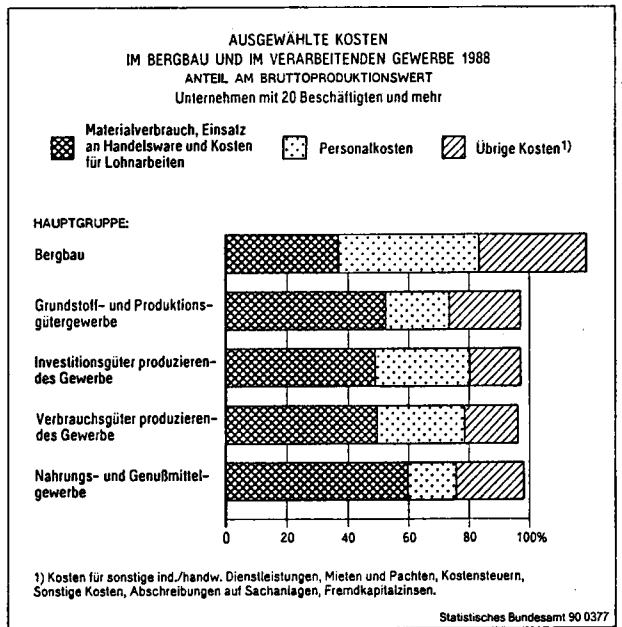 AUSGEWÄHLTE KOSTEN
IM BERGBAU UND IM VERARBEITENDEN GEWERBE 1988
ANTEIL AM BRUTTOPRODUKTIONSWERT
Unternehmen mit 20 Beschäftigten und mehr
Materialverbrauch, Einsatz
an Handelsware und Kosten
für Lohnarbeiten
Personalkosten
Übrige Kosten1)
HAUPTGRUPPE:
Bergbau
Grundstoff- und Produktions-
gütergewerbe
Investitionsgüter produzieren-
des Gewerbe
Verbrauchsgüter produzieren-
des Gewerbe
Nahrungs- und Genußmittel-
gewerbe
0 20 40 60 80 100%
1) Kosten für sonstige ind./handw. Dienstleistungen, Mieten und Pachten, Kostensteuern,
Sonstige Kosten, Abschreibungen auf Sachanlagen, Fremdkapitalzinsen.
Statistisches Bundesamt 90 0377